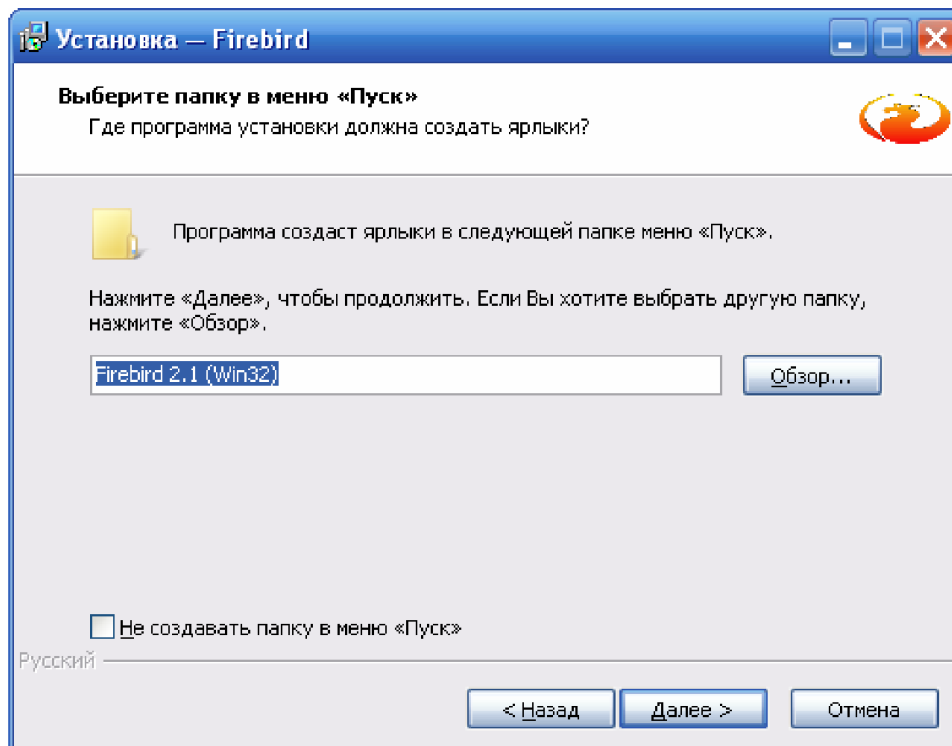 Установка — Firebird
Выберите папку в меню «Пуск»
Где программа установки должна создать ярлыки?
Программа создаст ярлыки в следующей папке меню «Пуск».
Нажмите «Далее», чтобы продолжить. Если Вы хотите выбрать другую папку,
нажмите «Обзор».
Firebird 2.1 (Win32)
Обзор...
Не создавать папку в меню «Пуск»
Русский
< Назад
Далее >
Отмена